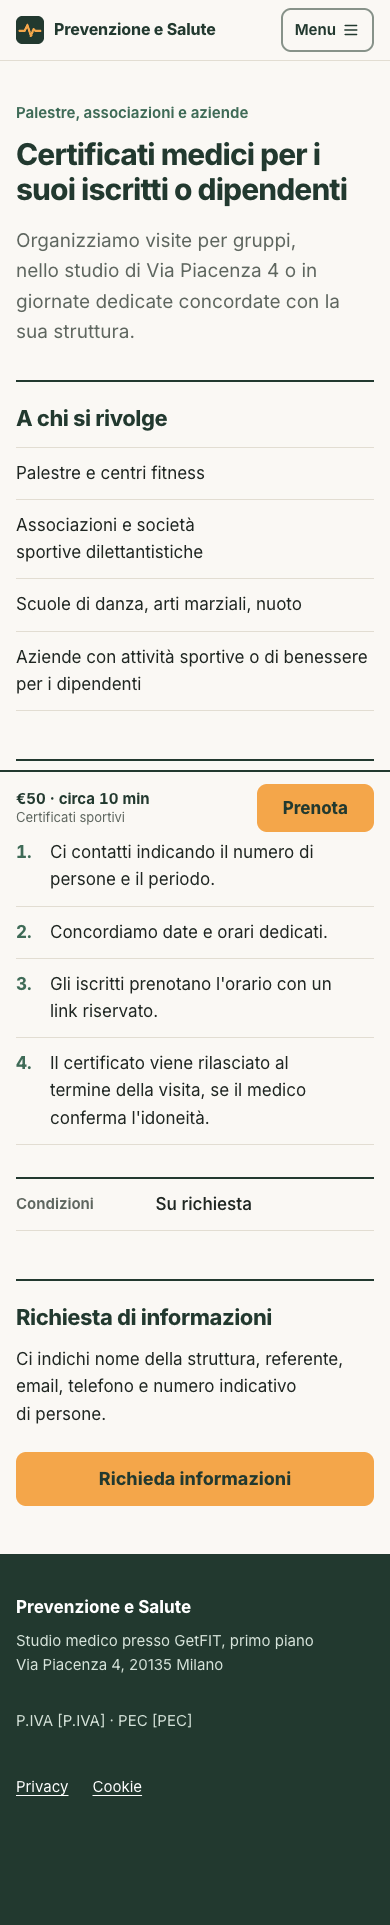 Prevenzione e Salute
Menu
Palestre, associazioni e aziende
Certificati medici per i
suoi iscritti o dipendenti
Organizziamo visite per gruppi,
nello studio di Via Piacenza 4 o in
giornate dedicate concordate con la
sua struttura.
A chi si rivolge
Palestre e centri fitness
Associazioni e società
sportive dilettantistiche
Scuole di danza, arti marziali, nuoto
Aziende con attività sportive o di benessere
per i dipendenti
€50 · circa 10 min
Certificati sportivi
Prenota
1. Ci contatti indicando il numero di
persone e il periodo.
2. Concordiamo date e orari dedicati.
3. Gli iscritti prenotano l'orario con un
link riservato.
4. Il certificato viene rilasciato al
termine della visita, se il medico
conferma l'idoneità.
Condizioni Su richiesta
Richiesta di informazioni
Ci indichi nome della struttura, referente,
email, telefono e numero indicativo
di persone.
Richieda informazioni
Prevenzione e Salute
Studio medico presso GetFIT, primo piano
Via Piacenza 4, 20135 Milano
P.IVA [P.IVA] · PEC [PEC]
Privacy Cookie